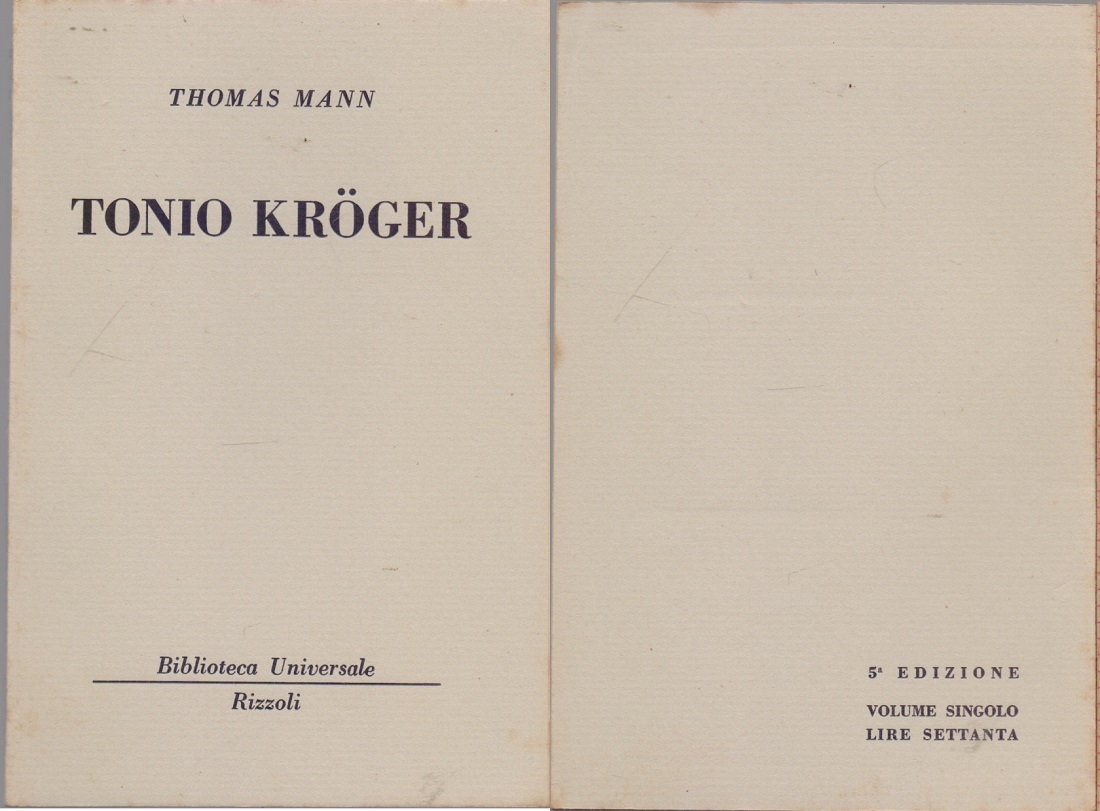 THOMAS MANN
TONIO KRÖGER
Biblioteca Universale
Rizzoli
5ª EDIZIONE
VOLUME SINGOLO
LIRE SETTANTA